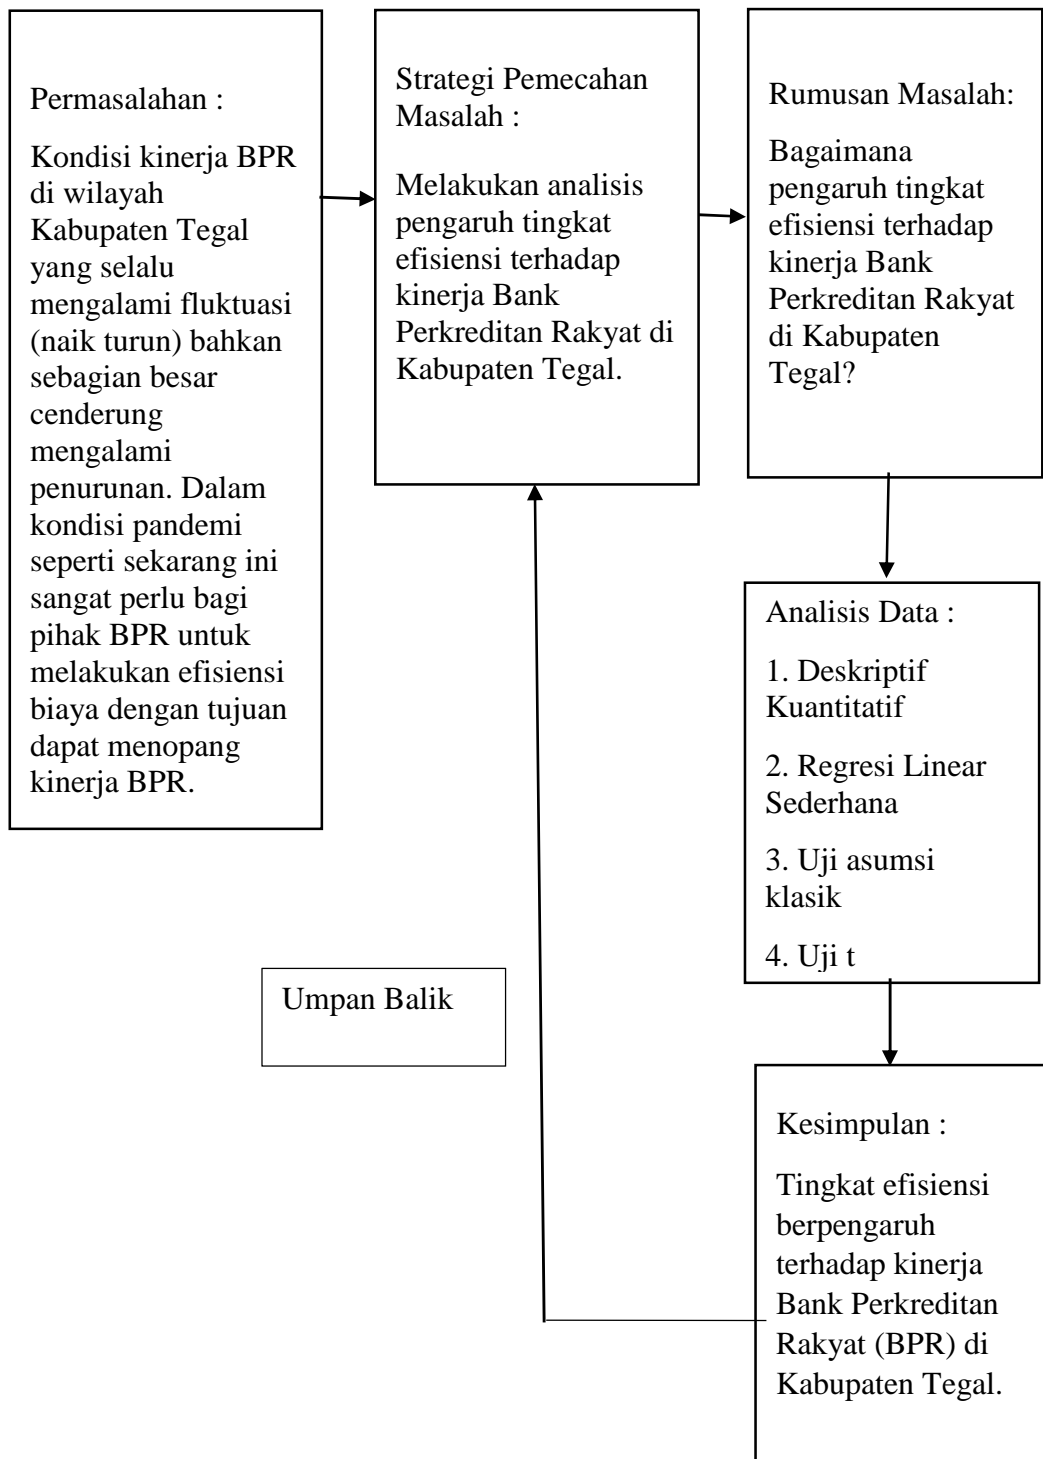 Permasalahan :
Kondisi kinerja BPR
di wilayah
Kabupaten Tegal
yang selalu
mengalami fluktuasi
(naik turun) bahkan
sebagian besar
cenderung
mengalami
penurunan. Dalam
kondisi pandemi
seperti sekarang ini
sangat perlu bagi
pihak BPR untuk
melakukan efisiensi
biaya dengan tujuan
dapat menopang
kinerja BPR.
Strategi Pemecahan
Masalah :
Melakukan analisis
pengaruh tingkat
efisiensi terhadap
kinerja Bank
Perkreditan Rakyat di
Kabupaten Tegal.
Rumusan Masalah:
Bagaimana
pengaruh tingkat
efisiensi terhadap
kinerja Bank
Perkreditan Rakyat
di Kabupaten
Tegal?
Analisis Data :
1. Deskriptif
Kuantitatif
2. Regresi Linear
Sederhana
3. Uji asumsi
klasik
4. Uji t
Umpan Balik
Kesimpulan :
Tingkat efisiensi
berpengaruh
terhadap kinerja
Bank Perkreditan
Rakyat (BPR) di
Kabupaten Tegal.